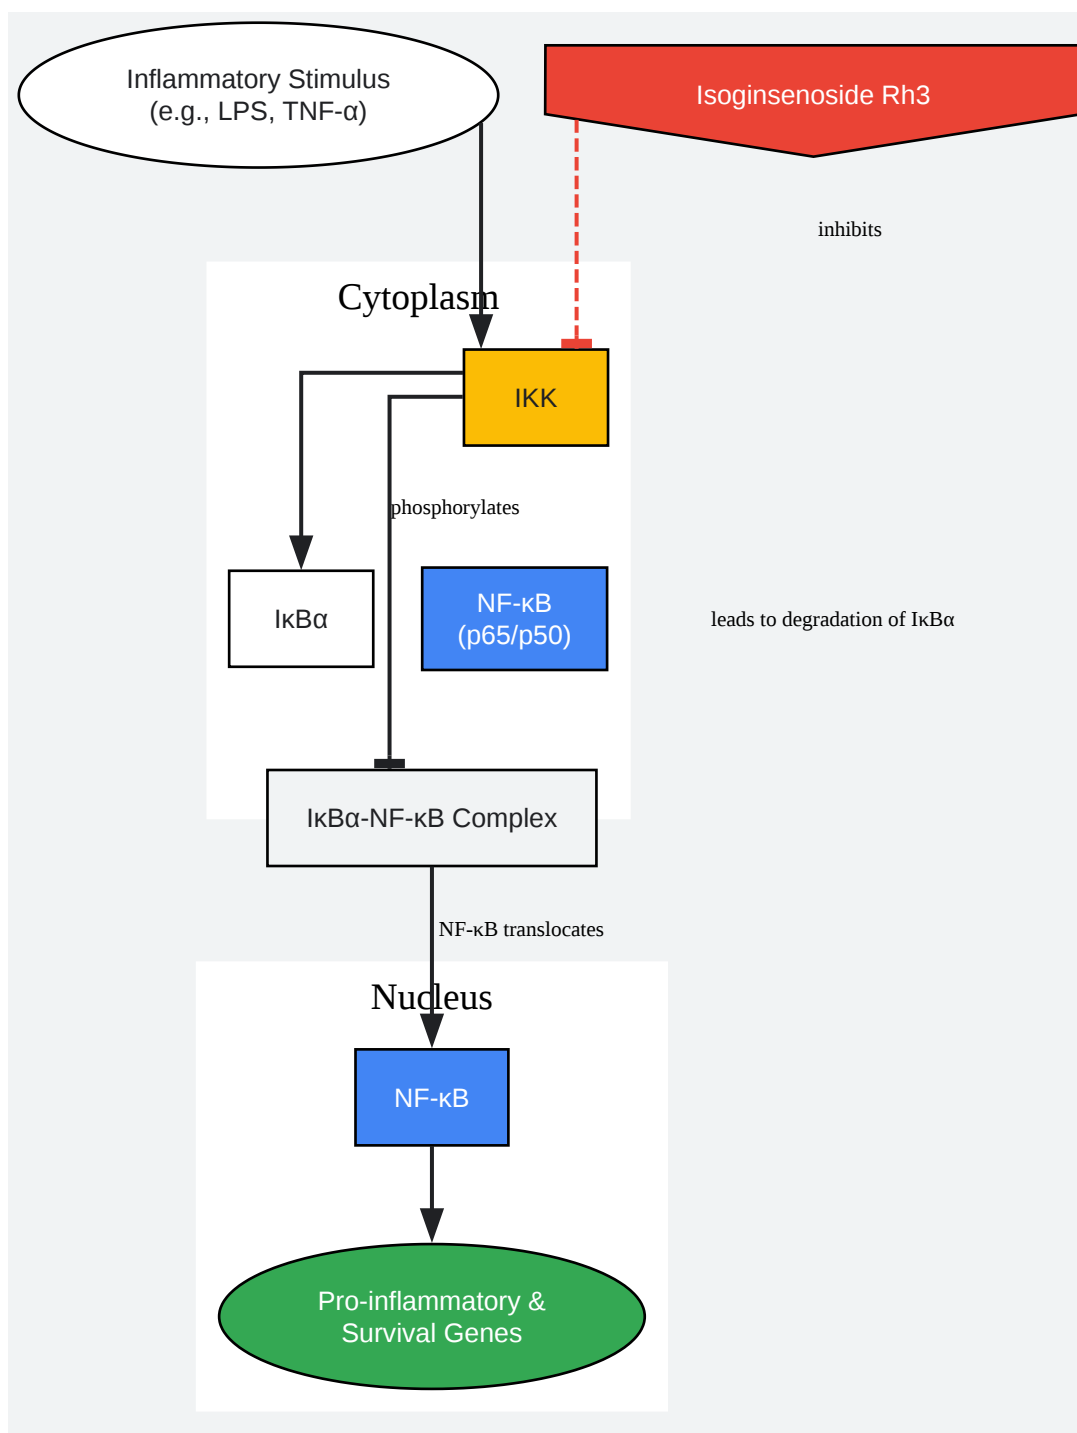 Inflammatory Stimulus
(e.g., LPS, TNF-α)
Isoginsenoside Rh3
inhibits
Cytoplasm
IKK
phosphorylates
IκBα
NF-κB
(p65/p50)
leads to degradation of IκBα
IκBα-NF-κB Complex
NF-κB translocates
Nucleus
NF-κB
Pro-inflammatory &
Survival Genes